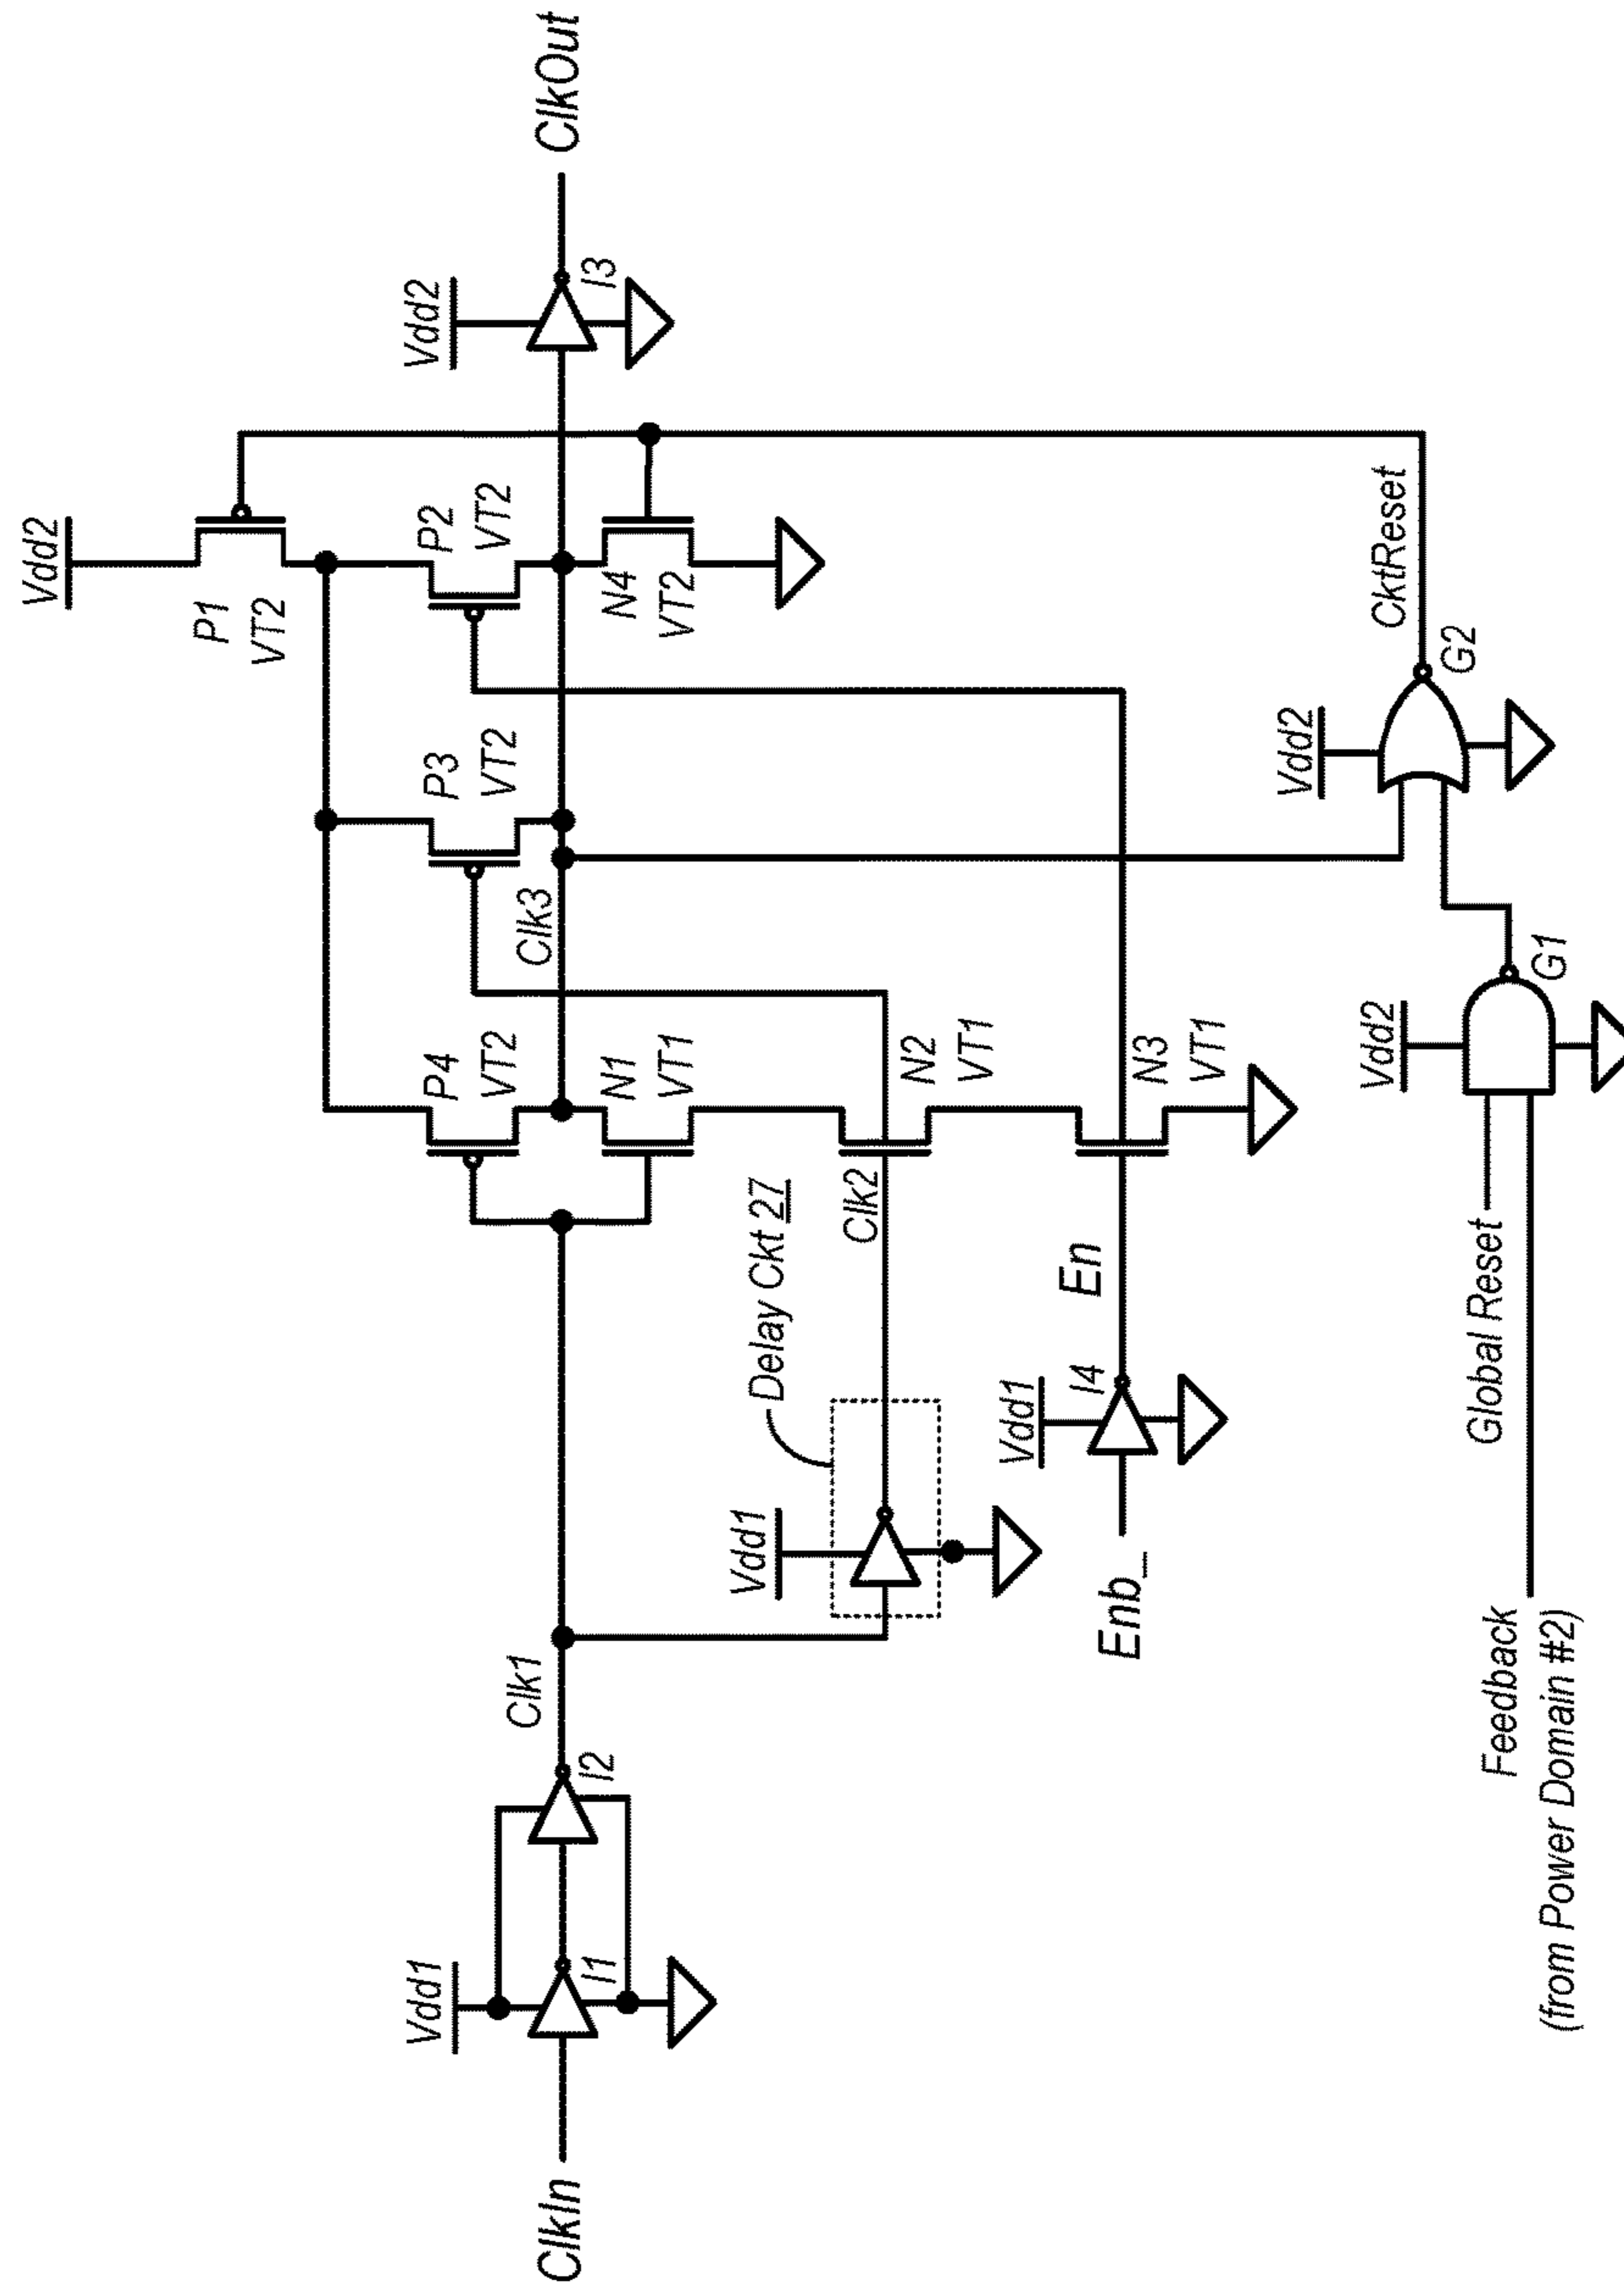 Vdd2
P1
VT2
P2
VT2
P4
VT2
P3
VT2
Vdd1
Vdd2
ClkIn
I1
I2
Clk1
Clk3
N1
VT1
N4
VT2
I3
ClkOut
Delay Ckt 27
Vdd1
Clk2
N2
VT1
Vdd1
Enb_
I4
En
N3
VT1
Vdd2
CktReset
G2
Vdd2
Global Reset
G1
Feedback
(from Power Domain #2)